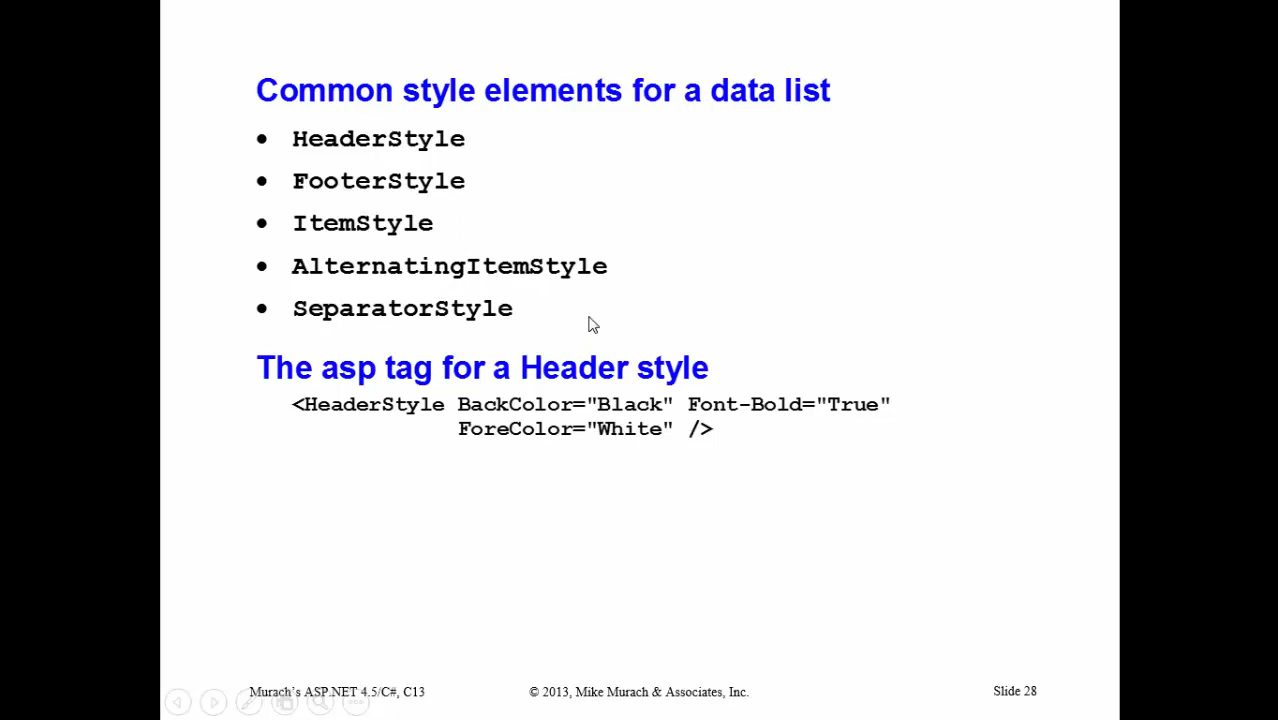 Common style elements for a data list
• HeaderStyle
• FooterStyle
• ItemStyle
• AlternatingItemStyle
• SeparatorStyle
The asp tag for a Header style
<HeaderStyle BackColor="Black" Font-Bold="True"
ForeColor="White" />
Murach's ASP.NET 4.5/C#, C13 © 2013, Mike Murach & Associates, Inc. Slide 28